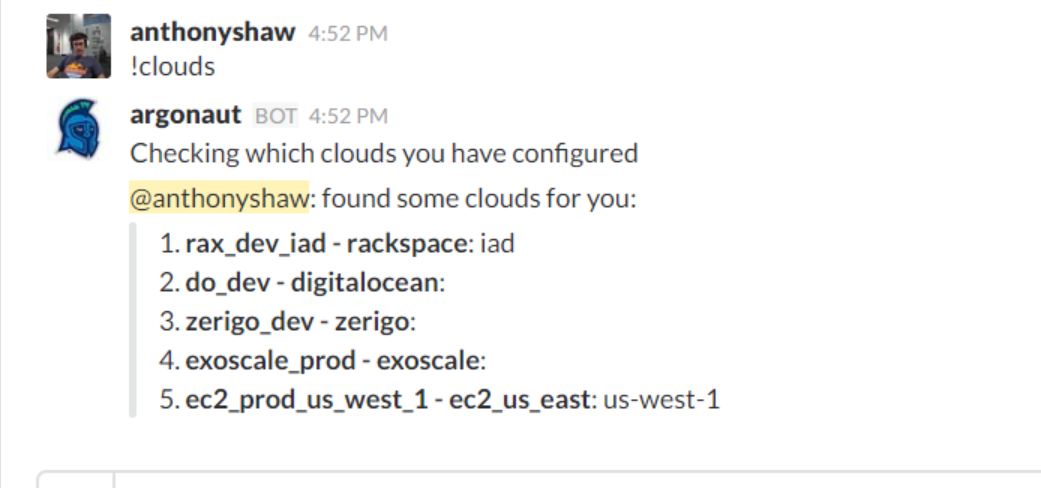 anthonyshaw 4:52 PM
!clouds
argonaut BOT 4:52 PM
Checking which clouds you have configured
@anthonyshaw: found some clouds for you:
1. rax_dev_iad - rackspace: iad
2. do_dev - digitalocean:
3. zerigo_dev - zerigo:
4. exoscale_prod - exoscale:
5. ec2_prod_us_west_1 - ec2_us_east: us-west-1